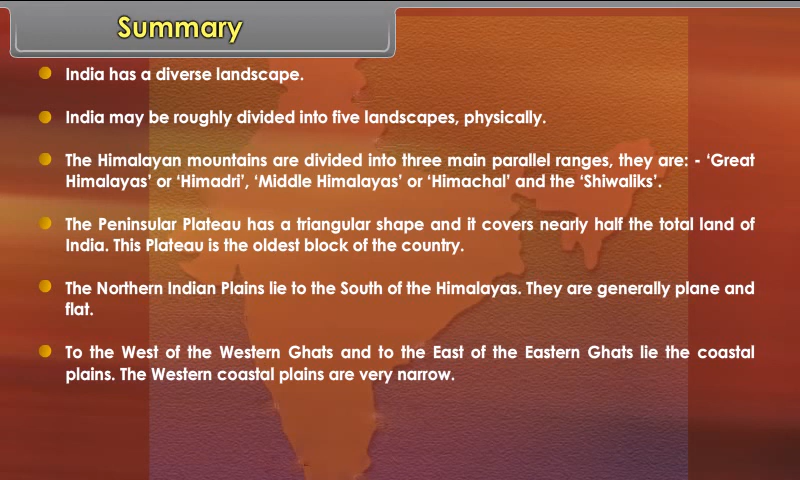 Summary
India has a diverse landscape.
India may be roughly divided into five landscapes, physically.
The Himalayan mountains are divided into three main parallel ranges, they are: - ‘Great
Himalayas’ or ‘Himadri’, ‘Middle Himalayas’ or ‘Himachal’ and the ‘Shiwaliks’.
The Peninsular Plateau has a triangular shape and it covers nearly half the total land of
India. This Plateau is the oldest block of the country.
The Northern Indian Plains lie to the South of the Himalayas. They are generally plane and
flat.
To the West of the Western Ghats and to the East of the Eastern Ghats lie the coastal
plains. The Western coastal plains are very narrow.